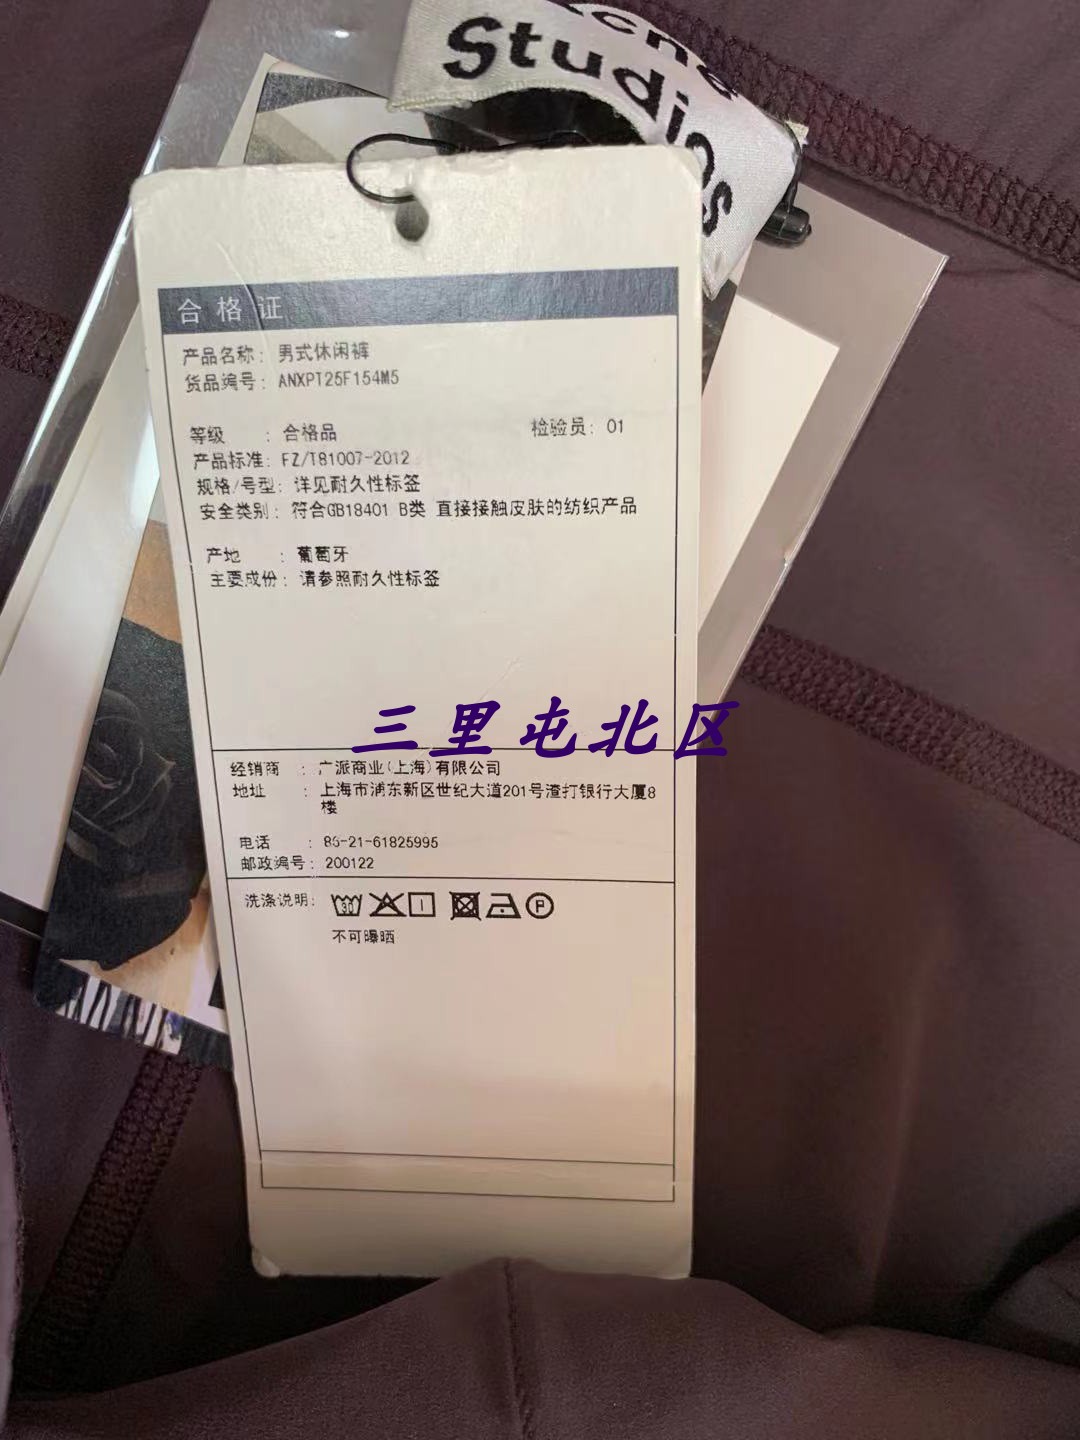 Acne
Studios
合格证
产品名称：男式休闲裤
货品编号：ANXPT25F154M5
等级　　：合格品　检验员：01
产品标准：FZ/T81007-2012
规格/号型：详见耐久性标签
安全类别：符合GB18401 B类 直接接触皮肤的纺织产品
产地　　：葡萄牙
主要成份：请参照耐久性标签
三里屯北区
经销商　：广派商业(上海)有限公司
地址　　：上海市浦东新区世纪大道201号渣打银行大厦8
楼
电话　　：86-21-61825995
邮政编号：200122
洗涤说明：30 P
不可曝晒